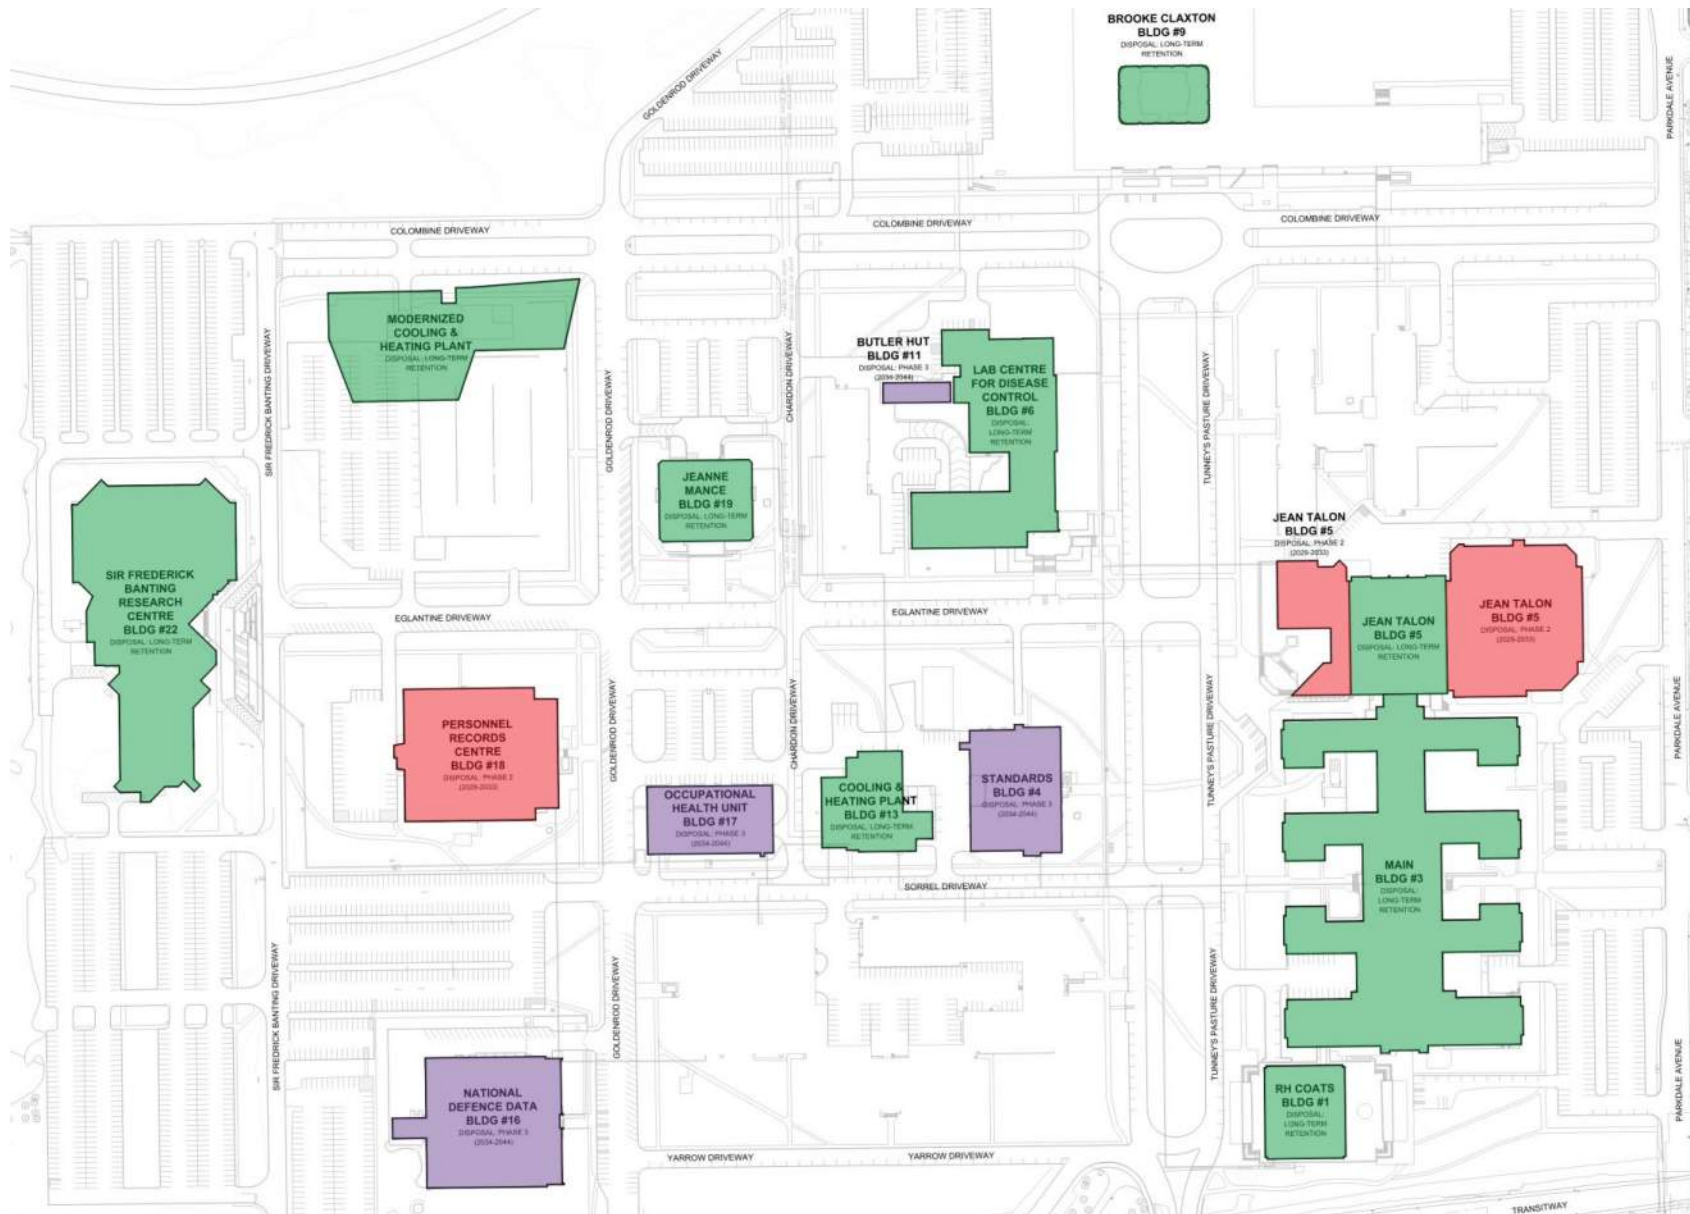 BROOKE CLAXTON
BLDG #9
DISPOSAL: LONG-TERM
RETENTION
GOLDENROD DRIVEWAY
PARKDALE AVENUE
COLOMBINE DRIVEWAY
COLOMBINE DRIVEWAY
COLOMBINE DRIVEWAY
MODERNIZED
COOLING &
HEATING PLANT
DISPOSAL: LONG-TERM
RETENTION
SIR FREDRICK BANTING DRIVEWAY
GOLDENROD DRIVEWAY
CHARDON DRIVEWAY
TUNNEY'S PASTURE DRIVEWAY
BUTLER HUT
BLDG #11
DISPOSAL: PHASE 3
(2034-2044)
LAB CENTRE
FOR DISEASE
CONTROL
BLDG #6
DISPOSAL:
LONG-TERM
RETENTION
JEANNE
MANCE
BLDG #19
DISPOSAL: LONG-TERM
RETENTION
JEAN TALON
BLDG #5
DISPOSAL: PHASE 2
(2029-2033)
SIR FREDERICK
BANTING
RESEARCH
CENTRE
BLDG #22
DISPOSAL: LONG-TERM
RETENTION
EGLANTINE DRIVEWAY
EGLANTINE DRIVEWAY
JEAN TALON
BLDG #5
DISPOSAL: LONG-TERM
RETENTION
JEAN TALON
BLDG #5
DISPOSAL: PHASE 2
(2029-2033)
PERSONNEL
RECORDS
CENTRE
BLDG #18
DISPOSAL: PHASE 2
(2029-2033)
GOLDENROD DRIVEWAY
CHARDON DRIVEWAY
TUNNEY'S PASTURE DRIVEWAY
PARKDALE AVENUE
OCCUPATIONAL
HEALTH UNIT
BLDG #17
DISPOSAL: PHASE 3
(2034-2044)
COOLING &
HEATING PLANT
BLDG #13
DISPOSAL: LONG-TERM
RETENTION
STANDARDS
BLDG #4
DISPOSAL: PHASE 3
(2034-2044)
MAIN
BLDG #3
DISPOSAL:
LONG-TERM
RETENTION
SORREL DRIVEWAY
SIR FREDRICK BANTING DRIVEWAY
GOLDENROD DRIVEWAY
TUNNEY'S PASTURE DRIVEWAY
PARKDALE AVENUE
NATIONAL
DEFENCE DATA
BLDG #16
DISPOSAL: PHASE 3
(2034-2044)
RH COATS
BLDG #1
DISPOSAL:
LONG-TERM
RETENTION
YARROW DRIVEWAY
YARROW DRIVEWAY
TRANSITWAY